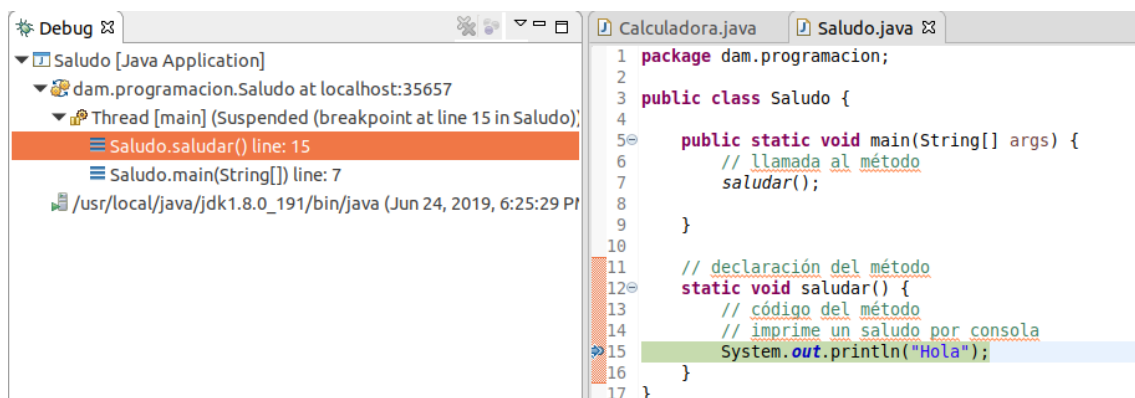 Debug
Saludo [Java Application]
dam.programacion.Saludo at localhost:35657
Thread [main] (Suspended (breakpoint at line 15 in Saludo))
Saludo.saludar() line: 15
Saludo.main(String[]) line: 7
/usr/local/java/jdk1.8.0_191/bin/java (Jun 24, 2019, 6:25:29 PM
Calculadora.java Saludo.java
1 package dam.programacion;
2
3 public class Saludo {
4
5 public static void main(String[] args) {
6 // llamada al método
7 saludar();
8
9 }
10
11 // declaración del método
12 static void saludar() {
13 // código del método
14 // imprime un saludo por consola
15 System.out.println("Hola");
16 }
17 }